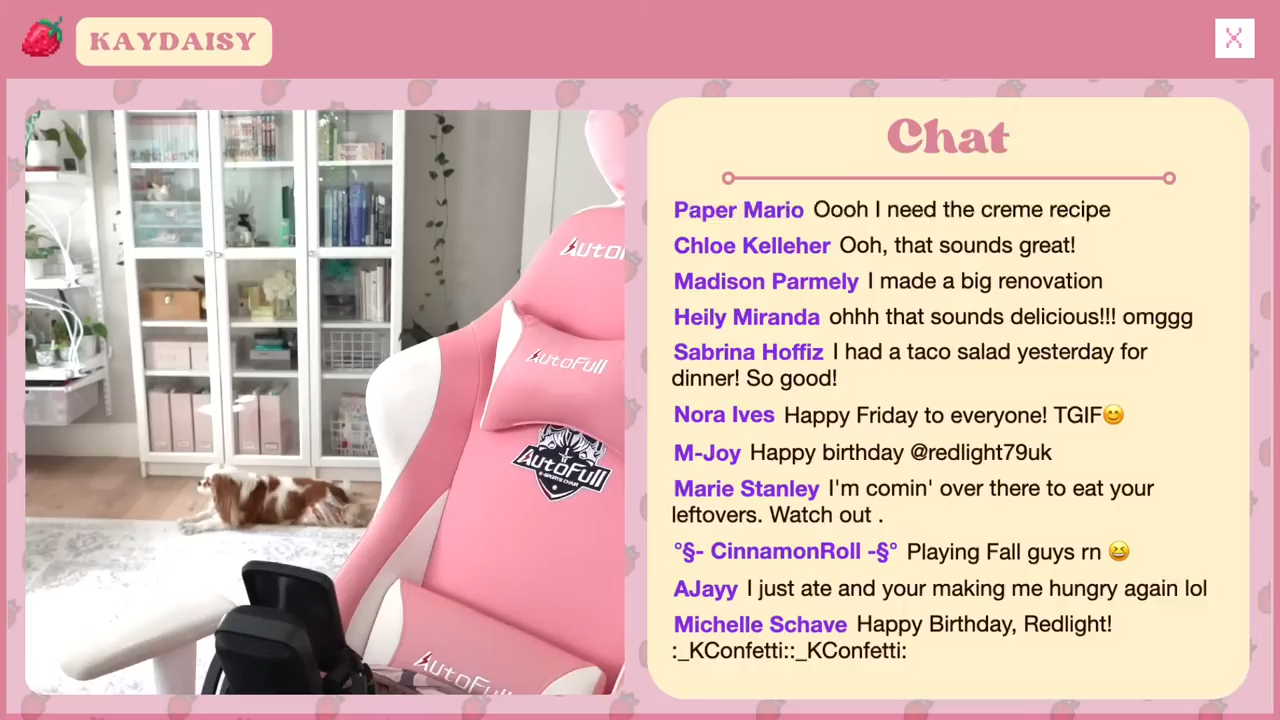 KAYDAISY
Chat
Paper Mario Oooh I need the creme recipe
Chloe Kelleher Ooh, that sounds great!
Madison Parmely I made a big renovation
Heily Miranda ohhh that sounds delicious!!! omggg
Sabrina Hoffiz I had a taco salad yesterday for
dinner! So good!
Nora Ives Happy Friday to everyone! TGIF😊
M-Joy Happy birthday @redlight79uk
Marie Stanley I'm comin' over there to eat your
leftovers. Watch out .
°§- CinnamonRoll -§° Playing Fall guys rn 😆
AJayy I just ate and your making me hungry again lol
Michelle Schave Happy Birthday, Redlight!
:_KConfetti::_KConfetti:
AutoFull
AutoFull
E-SPORTS CHAIR
AutoFull